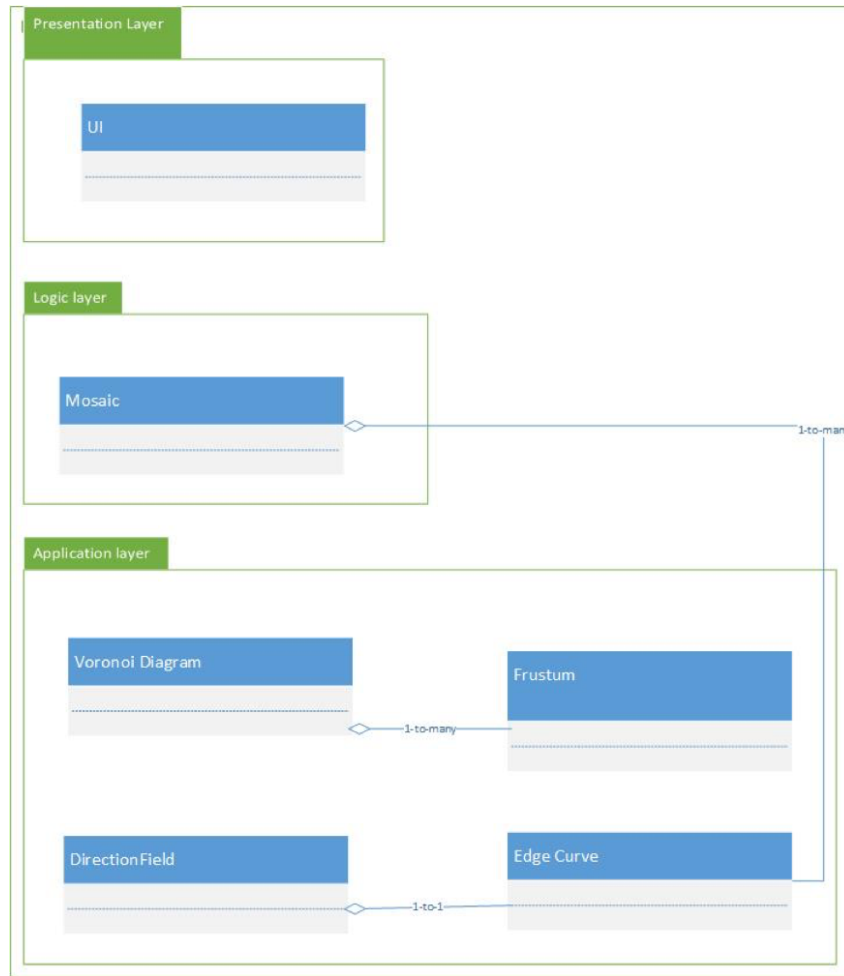 Presentation Layer
UI
Logic layer
Mosaic
1-to-man
Application layer
Voronoi Diagram
Frustum
1-to-many
DirectionField
Edge Curve
1-to-1